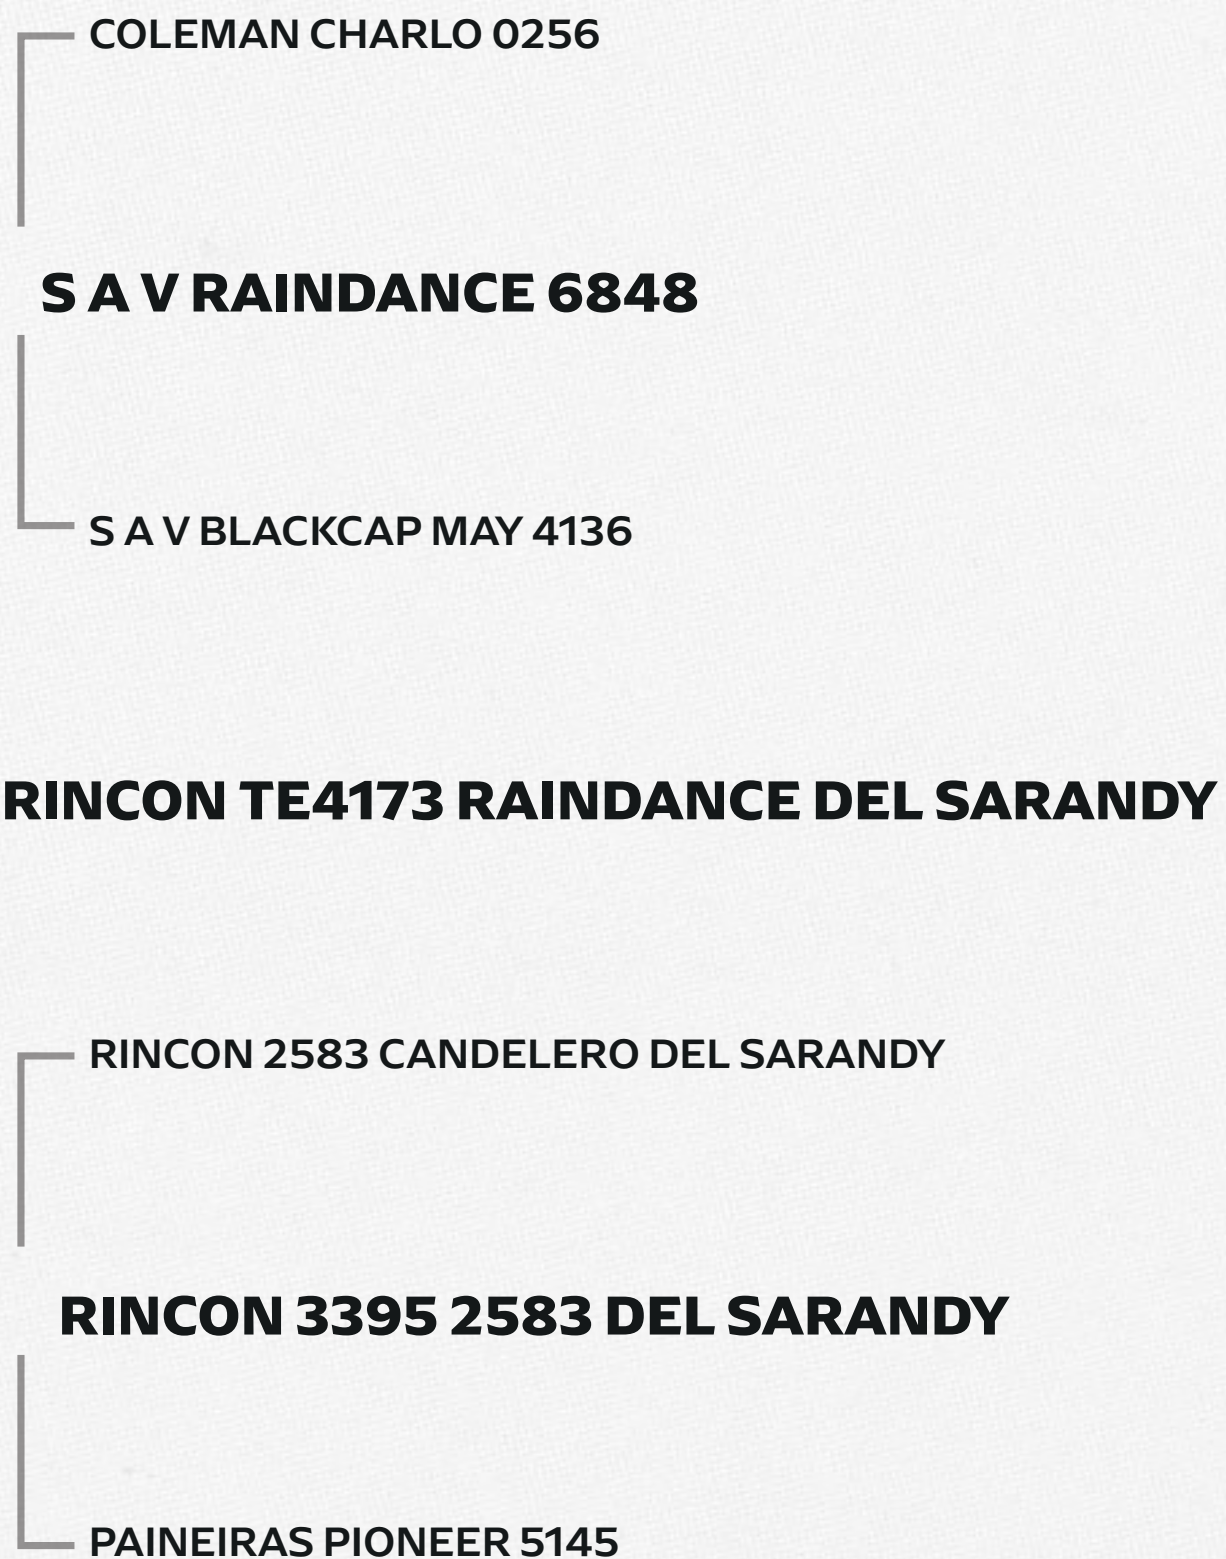 COLEMAN CHARLO 0256
S A V RAINDANCE 6848
S A V BLACKCAP MAY 4136
RINCON TE4173 RAINDANCE DEL SARANDY
RINCON 2583 CANDELERO DEL SARANDY
RINCON 3395 2583 DEL SARANDY
PAINEIRAS PIONEER 5145